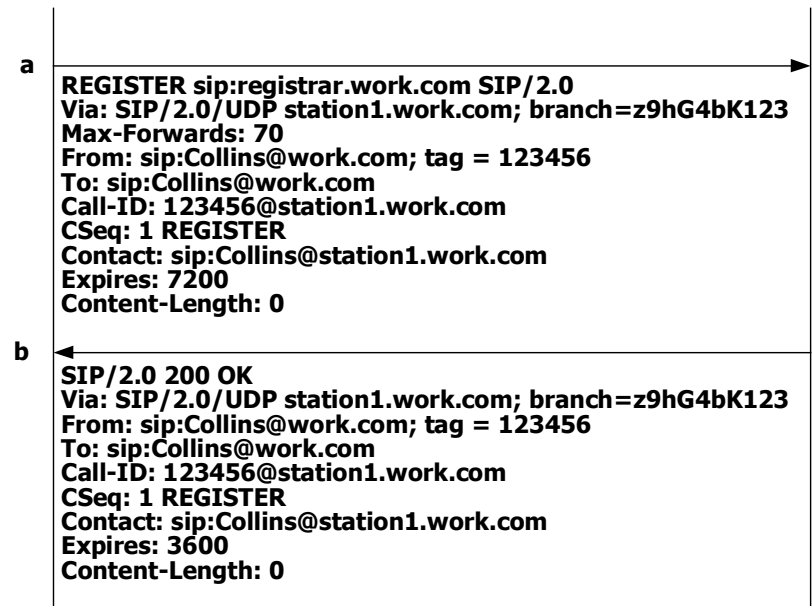 a
REGISTER sip:registrar.work.com SIP/2.0
Via: SIP/2.0/UDP station1.work.com; branch=z9hG4bK123
Max-Forwards: 70
From: sip:Collins@work.com; tag = 123456
To: sip:Collins@work.com
Call-ID: 123456@station1.work.com
CSeq: 1 REGISTER
Contact: sip:Collins@station1.work.com
Expires: 7200
Content-Length: 0
b
SIP/2.0 200 OK
Via: SIP/2.0/UDP station1.work.com; branch=z9hG4bK123
From: sip:Collins@work.com; tag = 123456
To: sip:Collins@work.com
Call-ID: 123456@station1.work.com
CSeq: 1 REGISTER
Contact: sip:Collins@station1.work.com
Expires: 3600
Content-Length: 0